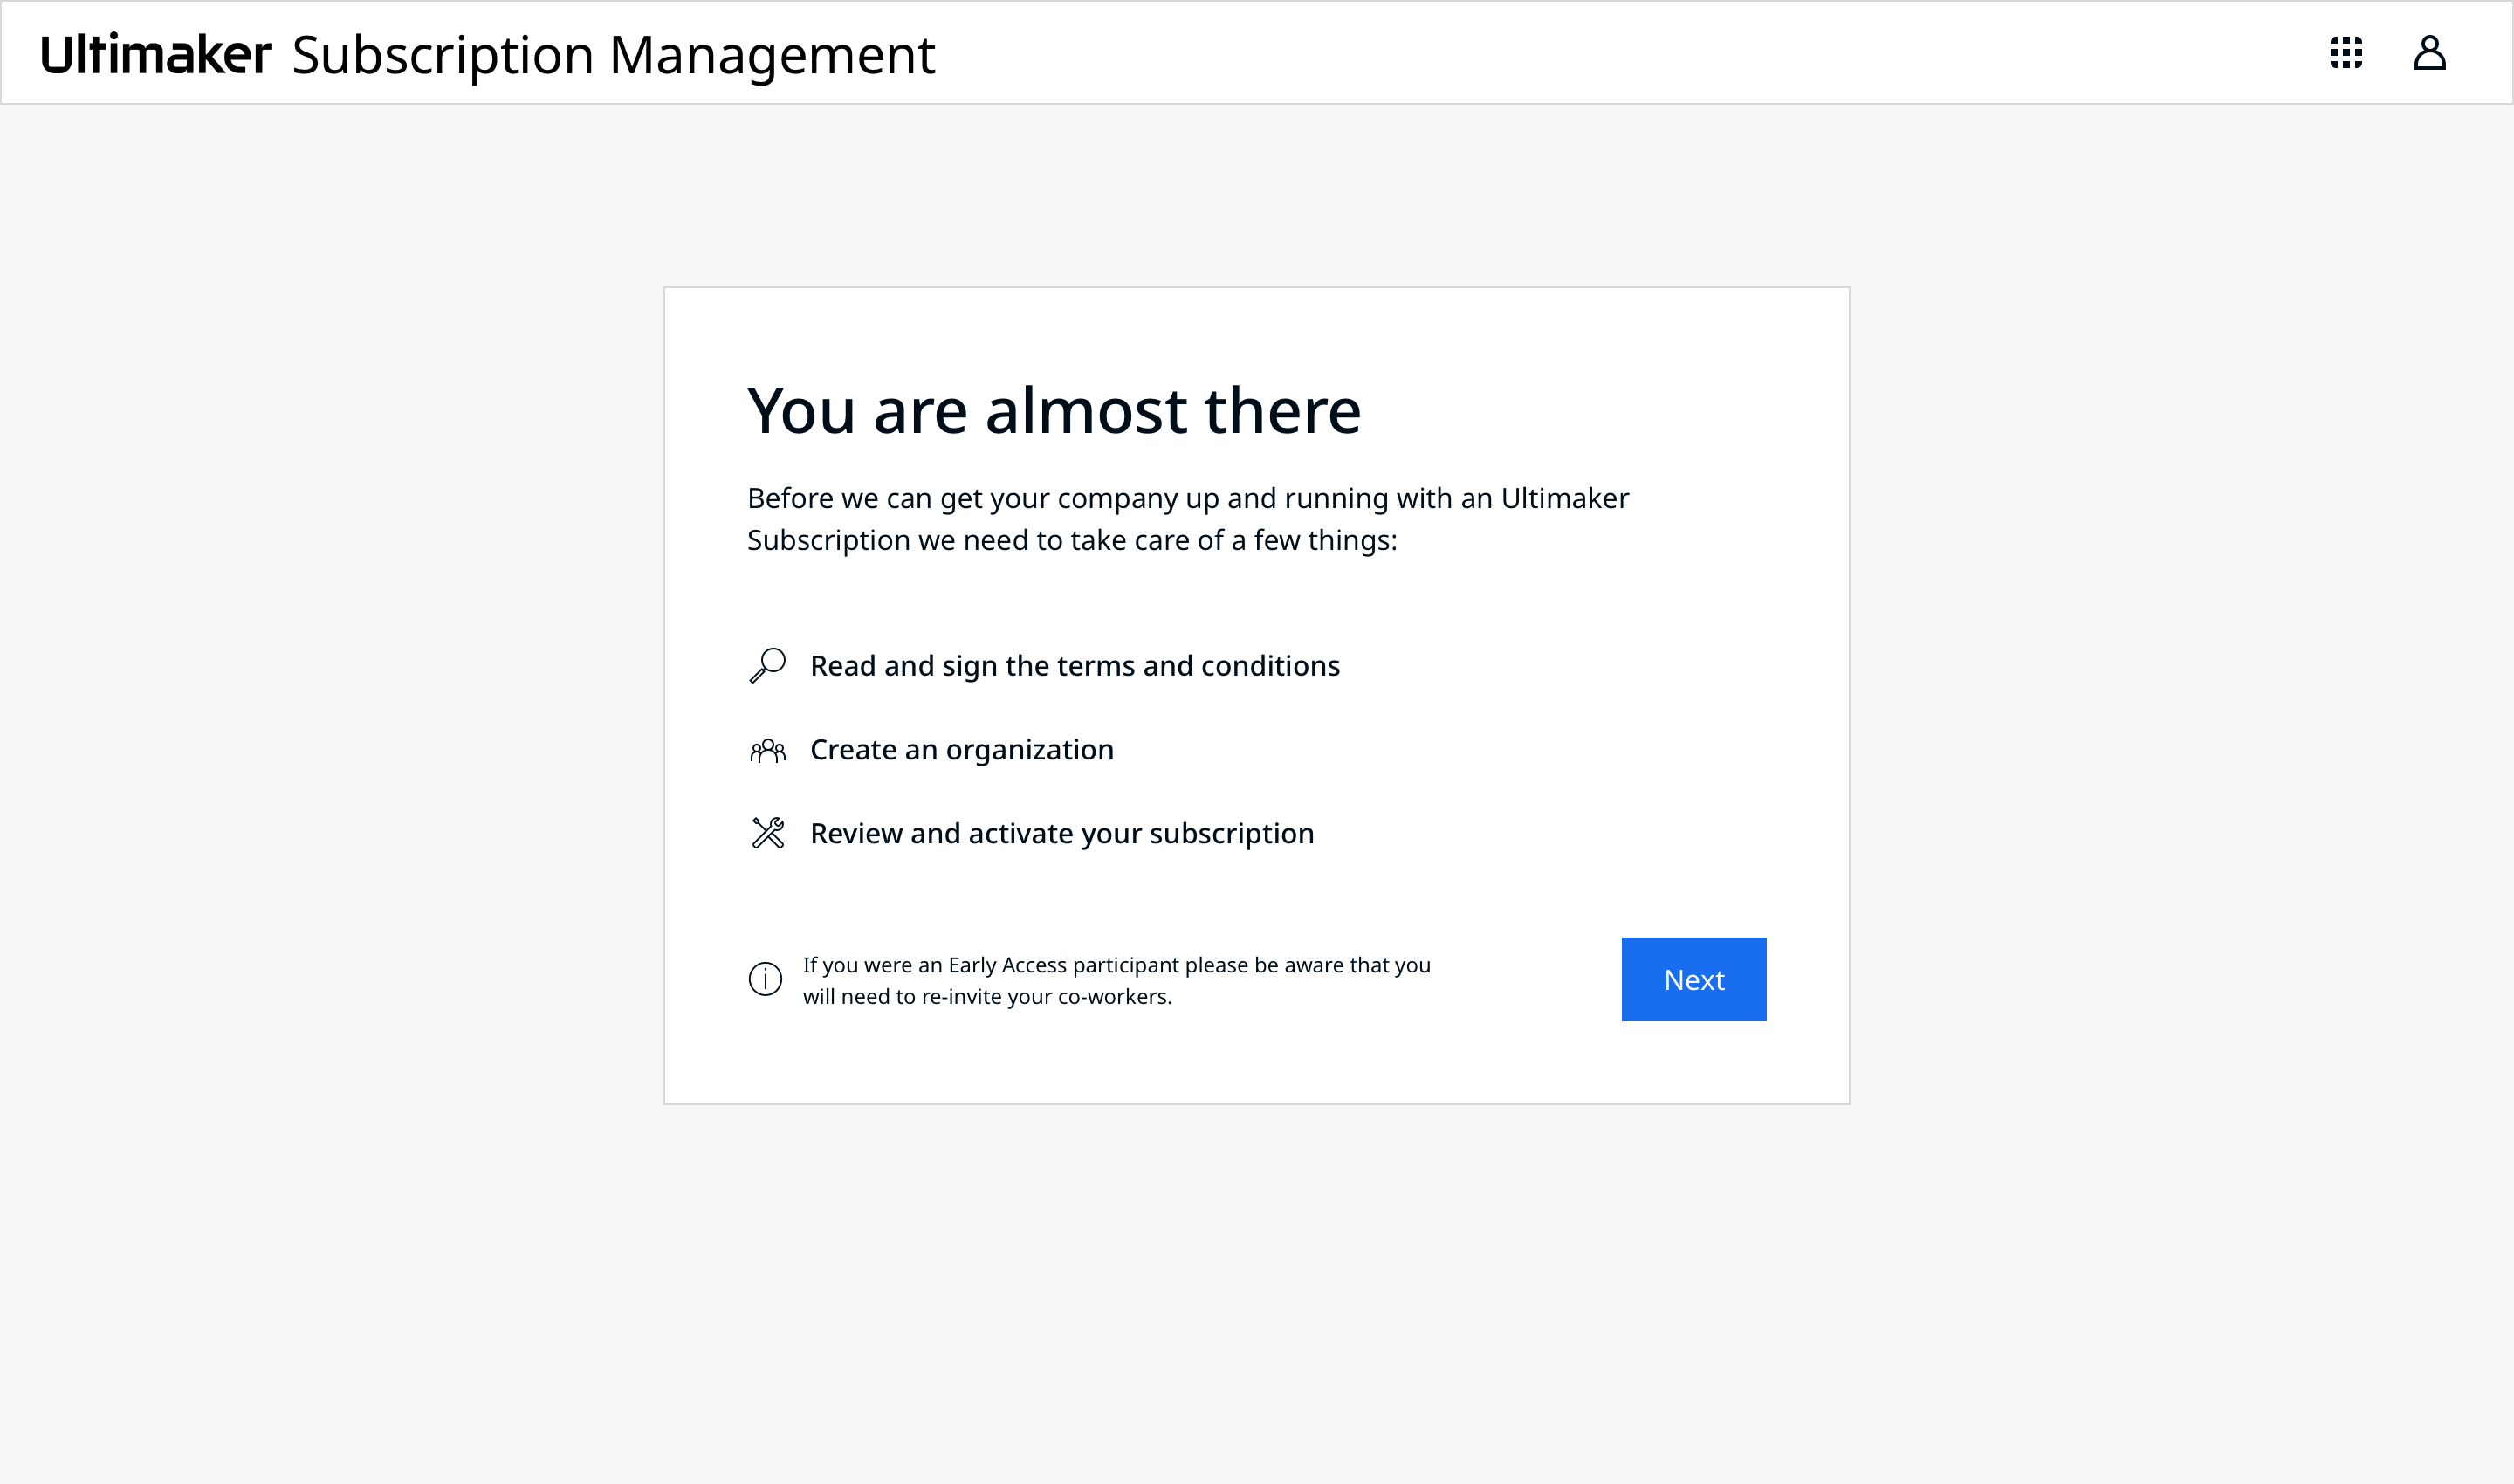 Ultimaker Subscription Management
You are almost there
Before we can get your company up and running with an Ultimaker
Subscription we need to take care of a few things:
Read and sign the terms and conditions
Create an organization
Review and activate your subscription
If you were an Early Access participant please be aware that you
will need to re-invite your co-workers.
Next